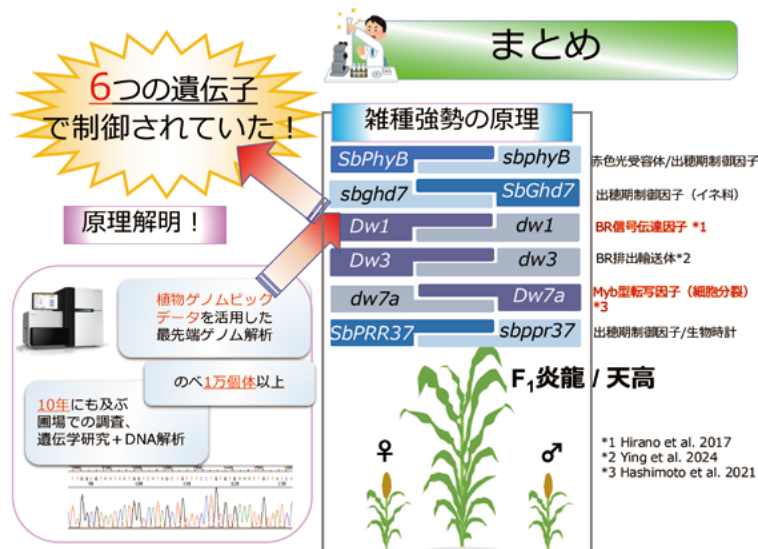 まとめ
6つの遺伝子
で制御されていた！
原理解明！
雑種強勢の原理
SbPhyB sbphyB 赤色光受容体/出穂期制御因子
sbghd7 SbGhd7 出穂期制御因子（イネ科）
Dw1 dw1 BR信号伝達因子 *1
Dw3 dw3 BR排出輸送体*2
dw7a Dw7a Myb型転写因子（細胞分裂）
*3
SbPRR37 sbppr37 出穂期制御因子/生物時計
植物ゲノムビック
データを活用した
最先端ゲノム解析
のべ1万個体以上
10年にも及ぶ
圃場での調査、
遺伝学研究＋DNA解析
F₁炎龍 / 天高
♀ ♂
*1 Hirano et al. 2017
*2 Ying et al. 2024
*3 Hashimoto et al. 2021